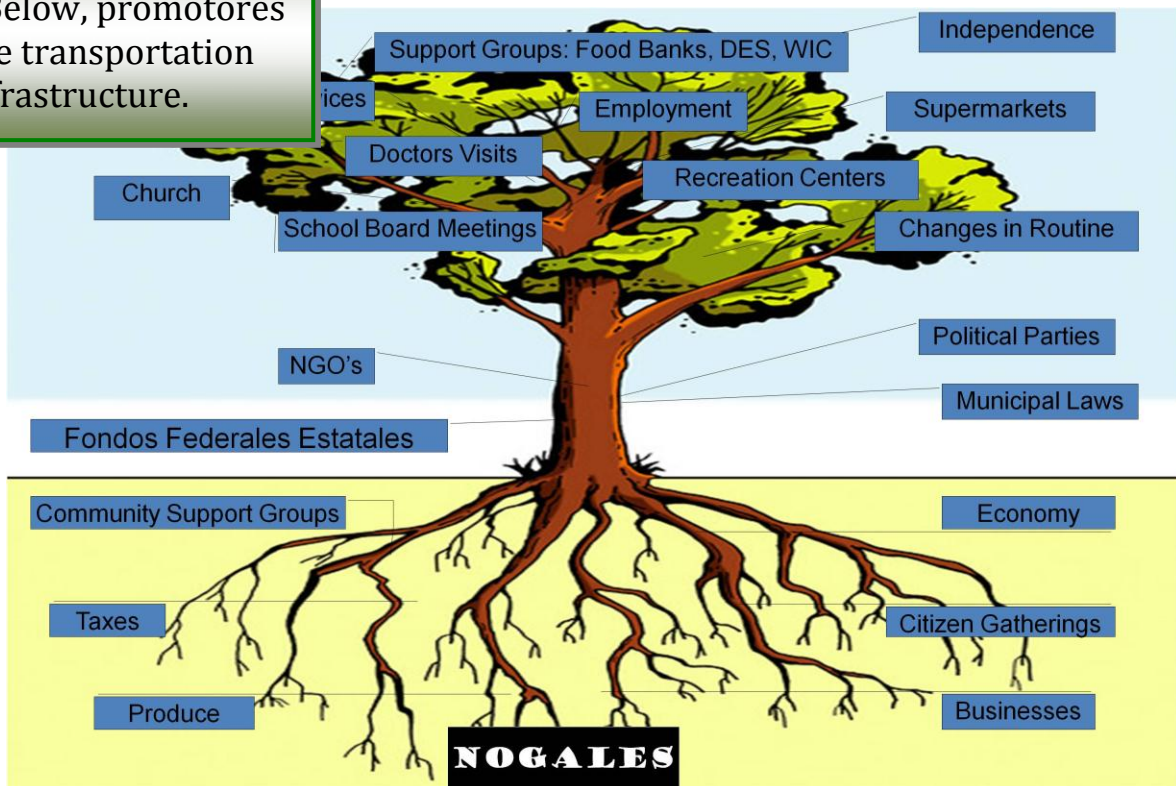 Below, promotores
transportation
Support Groups: Food Banks, DES, WIC
Independence
Employment
Supermarkets
Doctors Visits
Recreation Centers
Church
School Board Meetings
Changes in Routine
NGO's
Political Parties
Municipal Laws
Fondos Federales Estatales
Community Support Groups
Economy
Taxes
Citizen Gatherings
Produce
Businesses
NOGALES